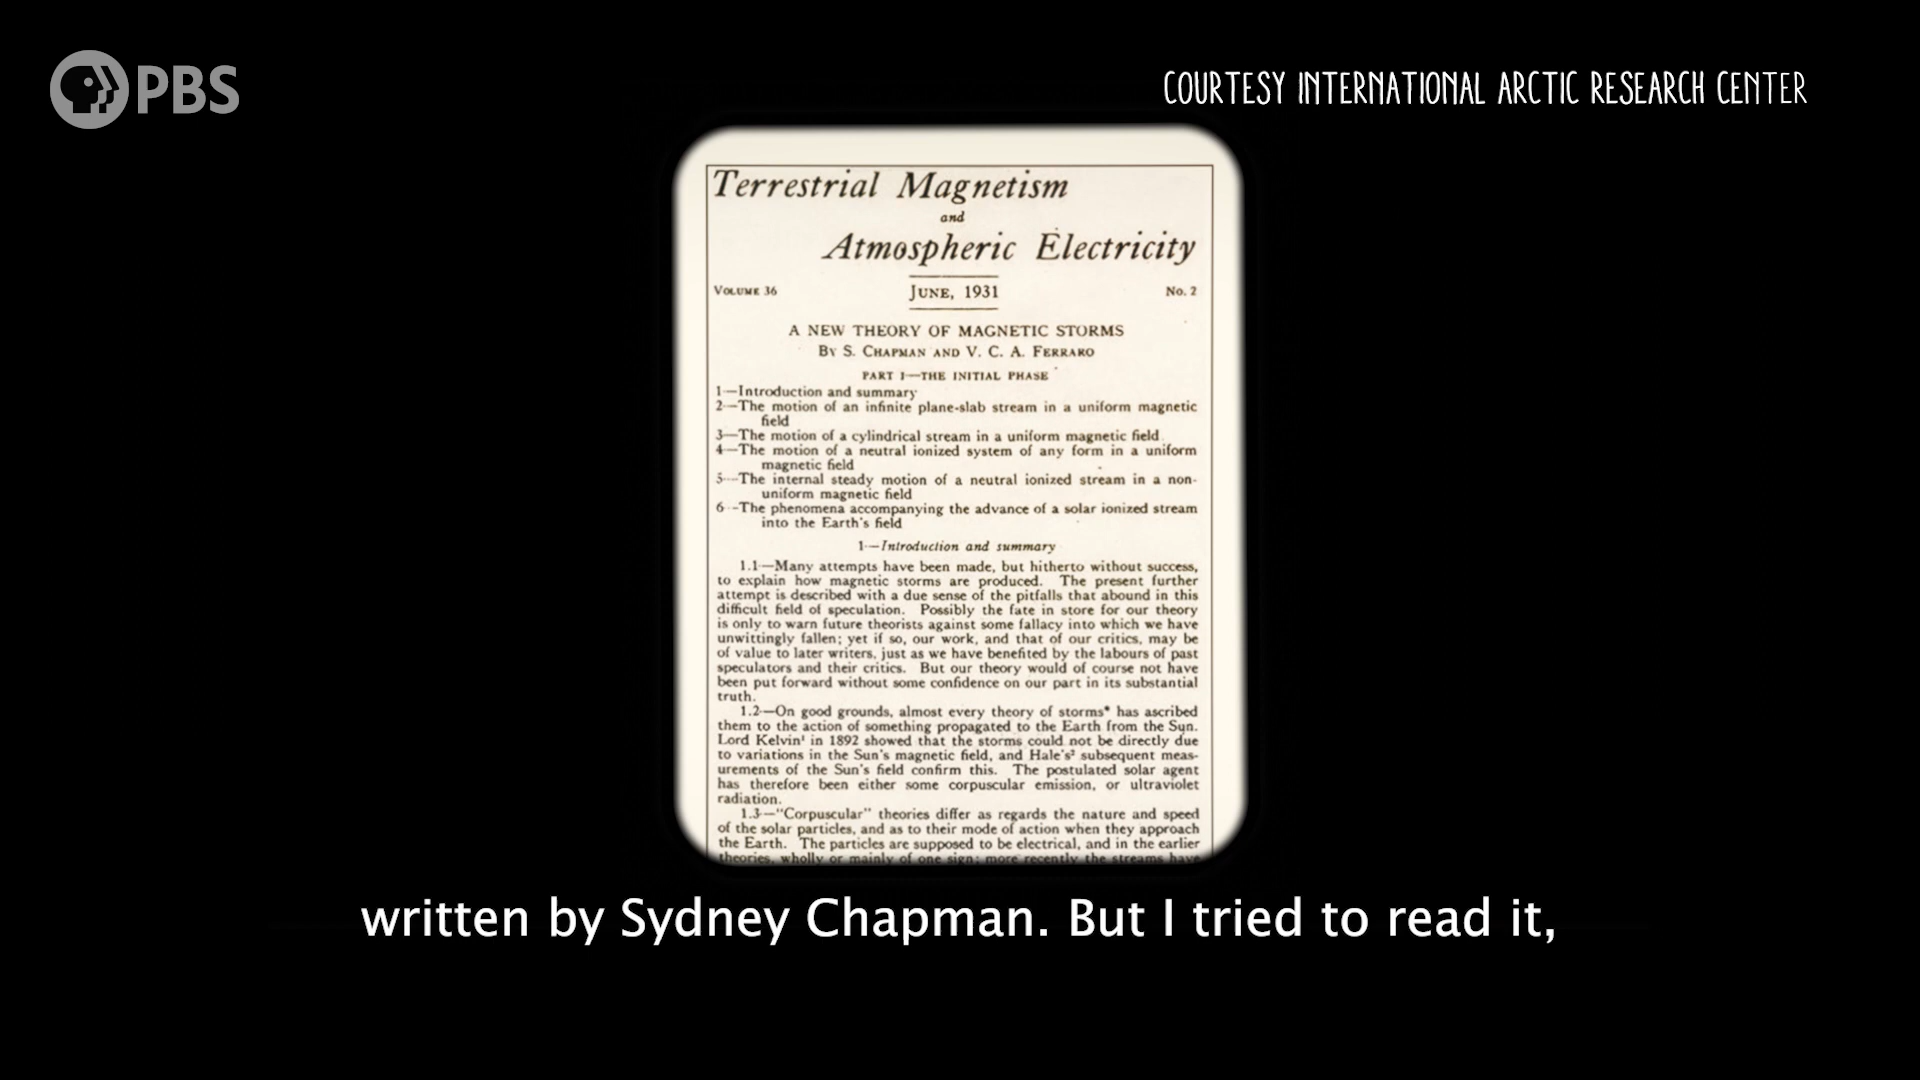 PBS
COURTESY INTERNATIONAL ARCTIC RESEARCH CENTER
Terrestrial Magnetism
and
Atmospheric Electricity
VOLUME 36 JUNE, 1931 No. 2
A NEW THEORY OF MAGNETIC STORMS
BY S. CHAPMAN AND V. C. A. FERRARO
PART I—THE INITIAL PHASE
1—Introduction and summary
2—The motion of an infinite plane-slab stream in a uniform magnetic
field
3—The motion of a cylindrical stream in a uniform magnetic field
4—The motion of a neutral ionized system of any form in a uniform
magnetic field
5—The internal steady motion of a neutral ionized stream in a non-
uniform magnetic field
6—The phenomena accompanying the advance of a solar ionized stream
into the Earth's field
1—Introduction and summary
1.1—Many attempts have been made, but hitherto without success,
to explain how magnetic storms are produced. The present further
attempt is described with a due sense of the pitfalls that abound in this
difficult field of speculation. Possibly the fate in store for our theory
is only to warn future theorists against some fallacy into which we have
unwittingly fallen; yet if so, our work, and that of our critics, may be
of value to later writers, just as we have benefited by the labours of past
speculators and their critics. But our theory would of course not have
been put forward without some confidence on our part in its substantial
truth.
1.2—On good grounds, almost every theory of storms* has ascribed
them to the action of something propagated to the Earth from the Sun.
Lord Kelvin¹ in 1892 showed that the storms could not be directly due
to variations in the Sun's magnetic field, and Hale's² subsequent meas-
urements of the Sun's field confirm this. The postulated solar agent
has therefore been either some corpuscular emission, or ultraviolet
radiation.
1.3—"Corpuscular" theories differ as regards the nature and speed
of the solar particles, and as to their mode of action when they approach
the Earth. The particles are supposed to be electrical, and in the earlier
theories, wholly or mainly of one sign; more recently the streams have
written by Sydney Chapman. But I tried to read it,